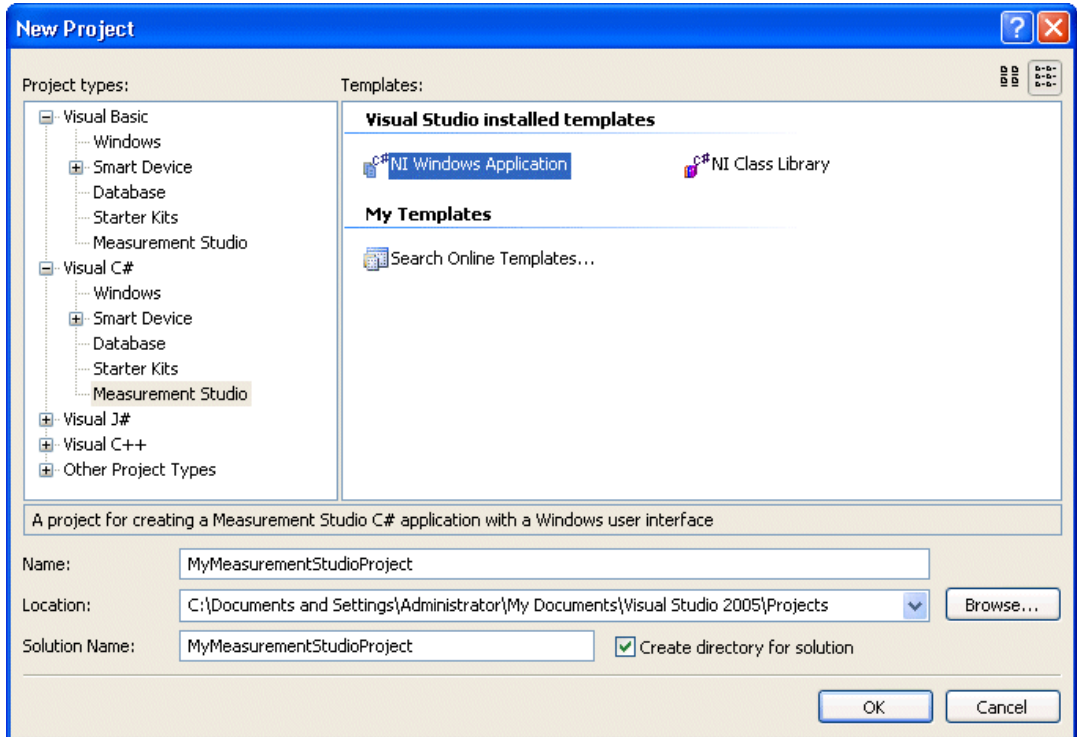 New Project
Project types:
Templates:
Visual Basic
Windows
Smart Device
Database
Starter Kits
Measurement Studio
Visual C#
Windows
Smart Device
Database
Starter Kits
Measurement Studio
Visual J#
Visual C++
Other Project Types
Visual Studio installed templates
NI Windows Application
NI Class Library
My Templates
Search Online Templates...
A project for creating a Measurement Studio C# application with a Windows user interface
Name: MyMeasurementStudioProject
Location: C:\Documents and Settings\Administrator\My Documents\Visual Studio 2005\Projects Browse...
Solution Name: MyMeasurementStudioProject Create directory for solution
OK Cancel